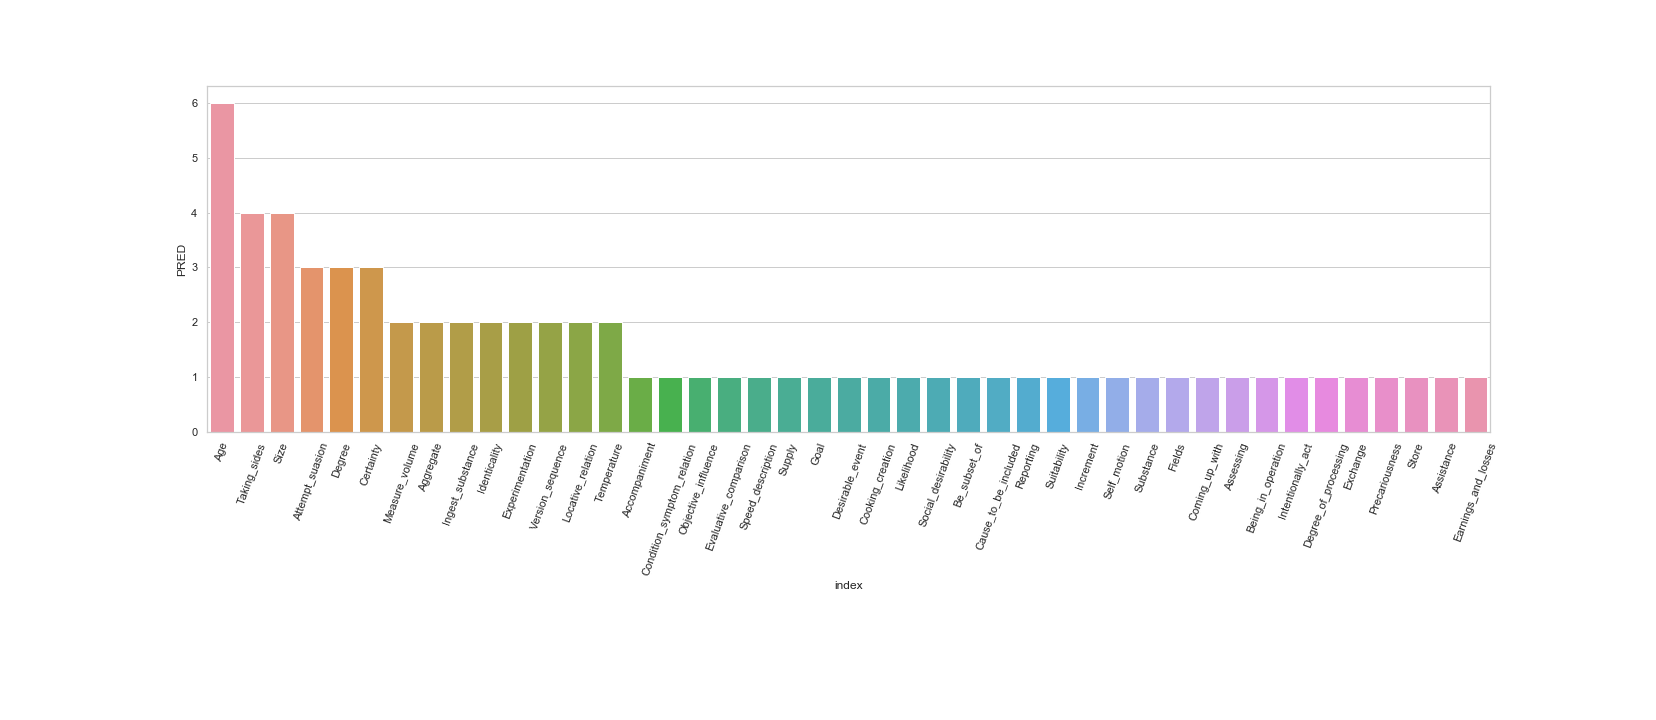 6
5
4
3
2
1
0
PRED
Age
Taking_sides
Size
Attempt_suasion
Degree
Certainty
Measure_volume
Aggregate
Ingest_substance
Identicality
Experimentation
Version_sequence
Locative_relation
Temperature
Accompaniment
Condition_symptom_relation
Objective_influence
Evaluative_comparison
Speed_description
Supply
Goal
Desirable_event
Cooking_creation
Likelihood
Social_desirability
Be_subset_of
Cause_to_be_included
Reporting
Suitability
Increment
Self_motion
Substance
Fields
Coming_up_with
Assessing
Being_in_operation
Intentionally_act
Degree_of_processing
Exchange
Precariousness
Store
Assistance
Earnings_and_losses
index